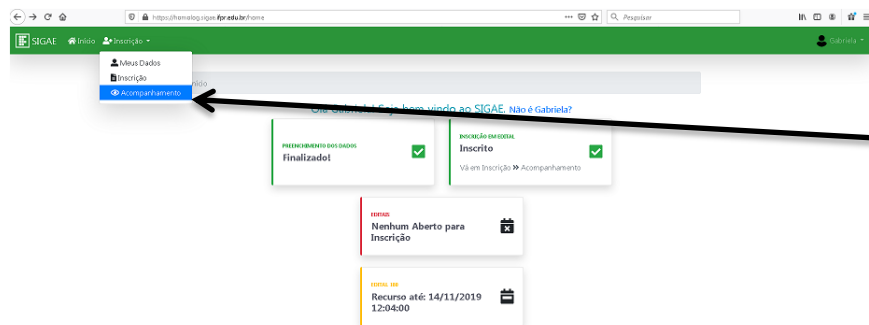 https://homolog.sigae.ifpr.edu.br/home
Pesquisar
SIGAE Início Inscrição
Gabriela
Meus Dados
Inscrição
Acompanhamento
Início
Seja bem vindo ao SIGAE. Não é Gabriela?
PREENCHIMENTO DOS DADOS
Finalizado!
INSCRIÇÃO EM EDITAL
Inscrito
Vá em Inscrição » Acompanhamento
EDITAIS
Nenhum Aberto para
Inscrição
Recurso até: 14/11/2019
12:04:00